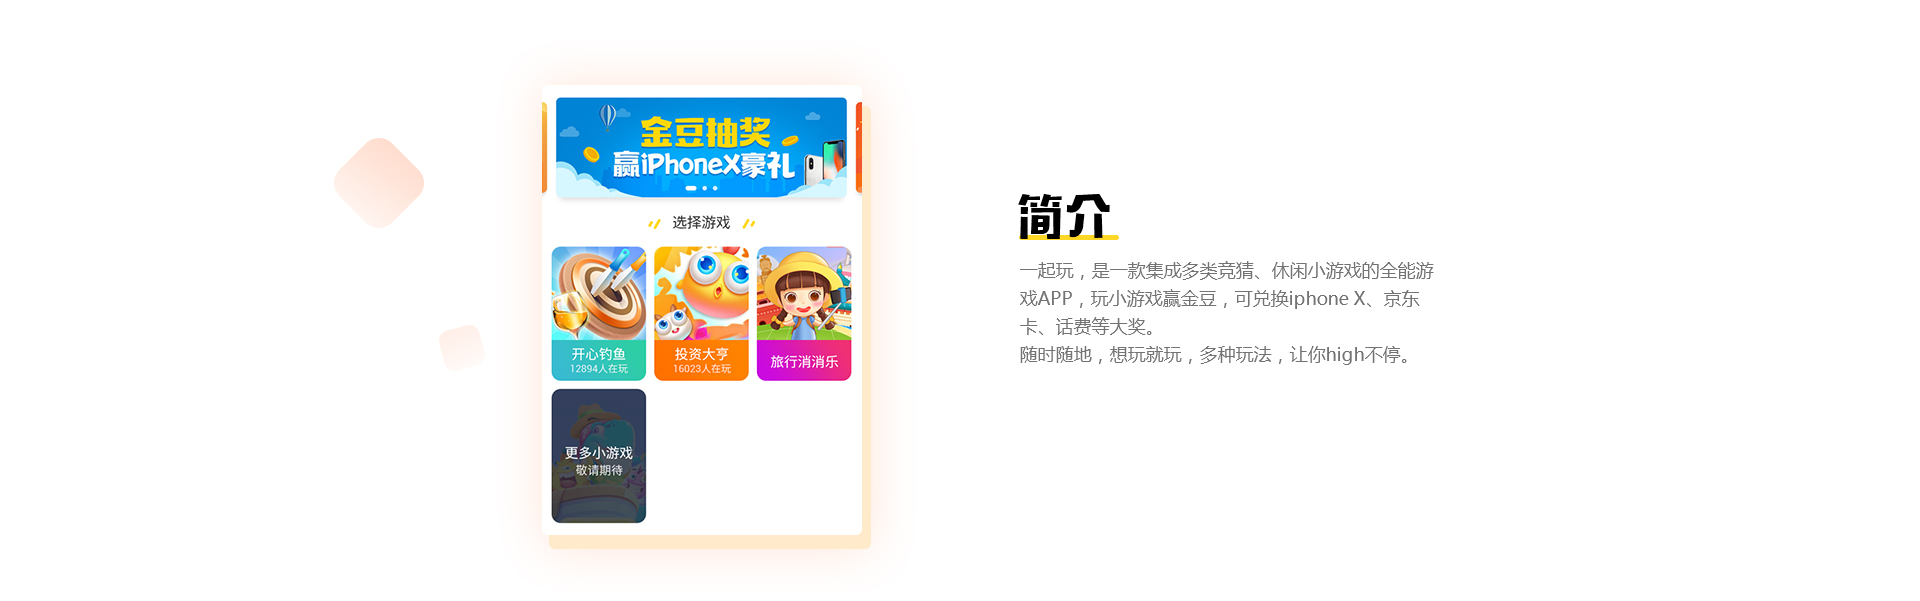 金豆抽奖
赢iPhoneX豪礼
选择游戏
开心钓鱼
12894人在玩
投资大亨
16023人在玩
旅行消消乐
更多小游戏
敬请期待
简介
一起玩，是一款集成多类竞猜、休闲小游戏的全能游
戏APP，玩小游戏赢金豆，可兑换iphone X、京东
卡、话费等大奖。
随时随地，想玩就玩，多种玩法，让你high不停。